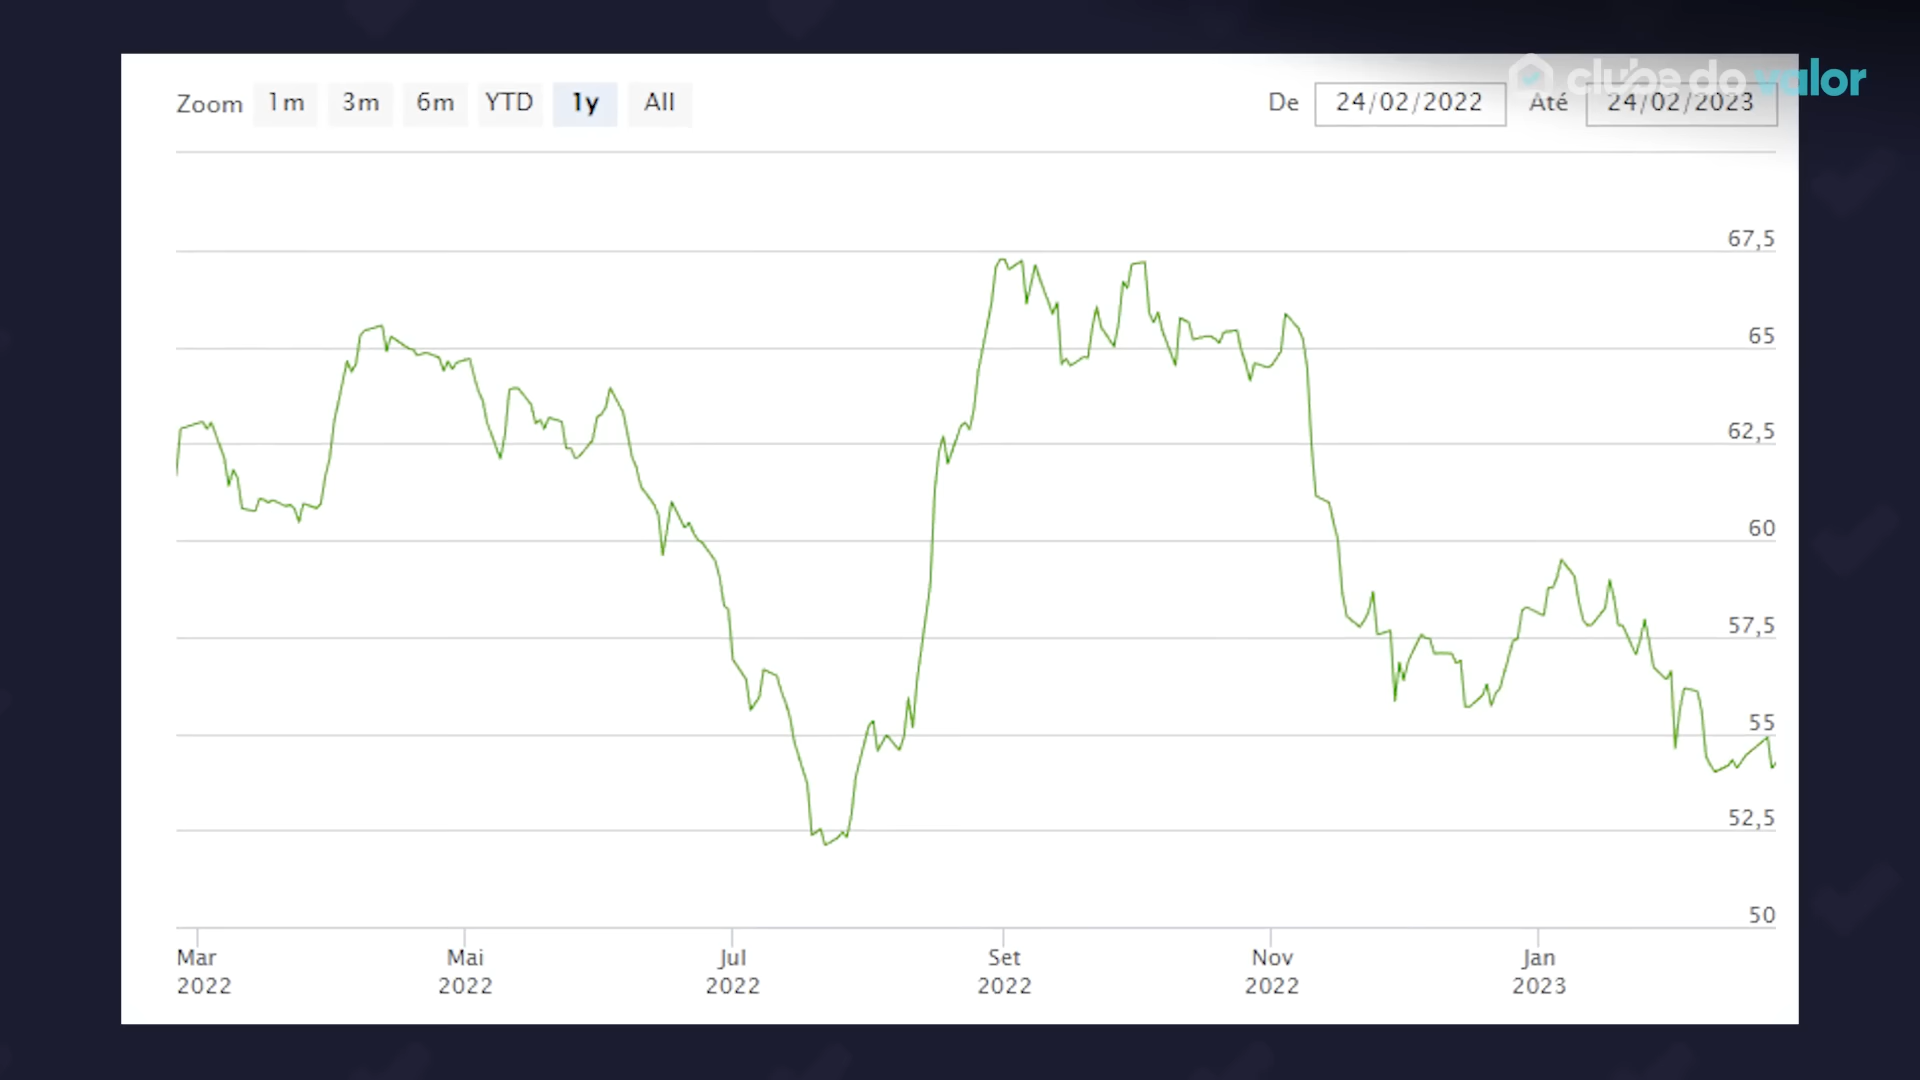 clube do valor
Zoom 1m 3m 6m YTD 1y All De 24/02/2022 Até 24/02/2023
67,5
65
62,5
60
57,5
55
52,5
50
Mar 2022
Mai 2022
Jul 2022
Set 2022
Nov 2022
Jan 2023